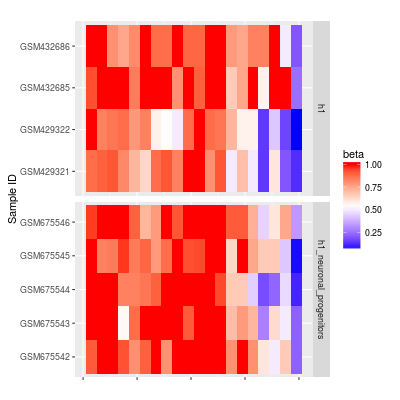 Sample ID
GSM432686
GSM432685
GSM429322
GSM429321
h1
GSM675546
GSM675545
GSM675544
GSM675543
GSM675542
h1_neuronal_progenitors
beta
1.00
0.75
0.50
0.25